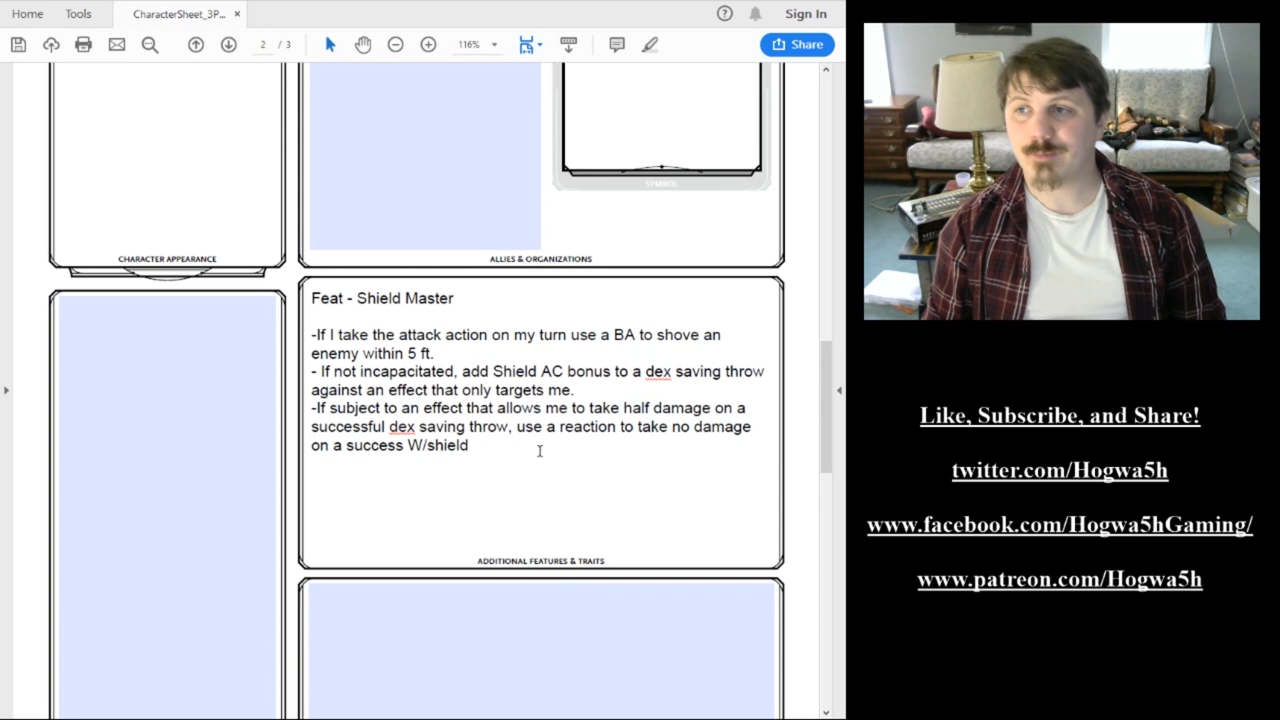 Home Tools CharacterSheet_3P... × Sign In
2 / 3 116% Share
SYMBOL
CHARACTER APPEARANCE
ALLIES & ORGANIZATIONS
Feat - Shield Master
-If I take the attack action on my turn use a BA to shove an
enemy within 5 ft.
- If not incapacitated, add Shield AC bonus to a dex saving throw
against an effect that only targets me.
-If subject to an effect that allows me to take half damage on a
successful dex saving throw, use a reaction to take no damage
on a success W/shield
ADDITIONAL FEATURES & TRAITS
Like, Subscribe, and Share!
twitter.com/Hogwa5h
www.facebook.com/Hogwa5hGaming/
www.patreon.com/Hogwa5h